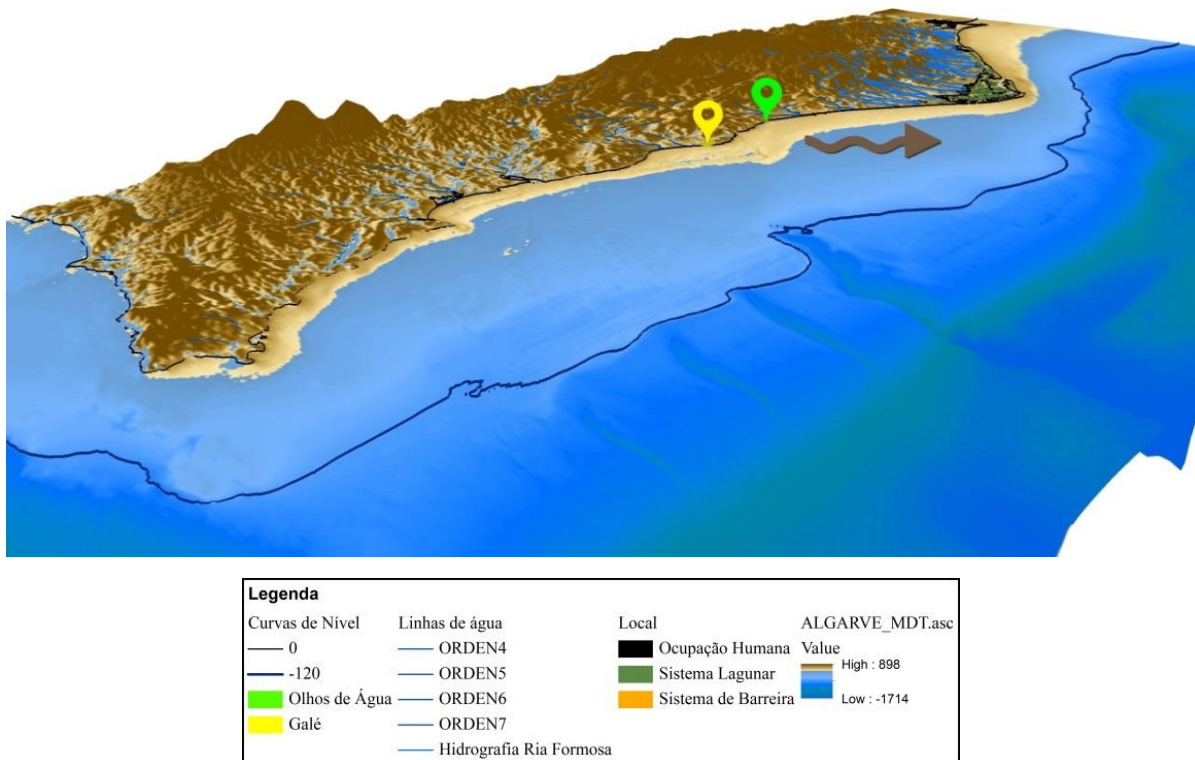 Legenda
Curvas de Nível
0
-120
Olhos de Água
Galé
Linhas de água
ORDEN4
ORDEN5
ORDEN6
ORDEN7
Hidrografia Ria Formosa
Local
Ocupação Humana
Sistema Lagunar
Sistema de Barreira
ALGARVE_MDT.asc
Value
High : 898
Low : -1714